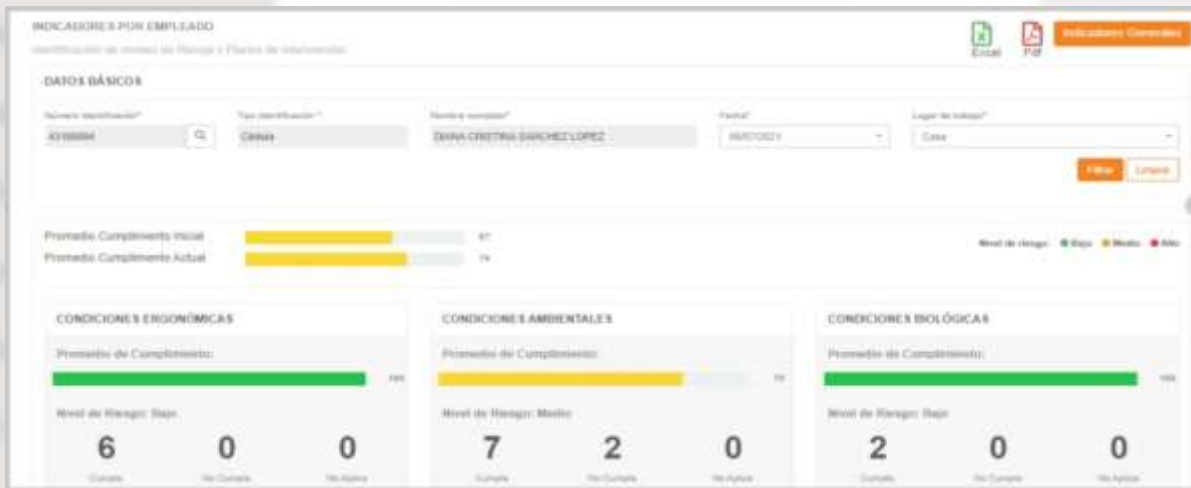 INDICADORES POR EMPLEADO
Identificación de niveles de Riesgo y Planes de Intervención
Excel
Pdf
Indicadores Generales
DATOS BÁSICOS
Número identificación*
Tipo identificación *
Nombre completo*
Fecha*
Lugar de trabajo*
Cédula
DIANA CRISTINA SANCHEZ LOPEZ
Casa
Filtrar
Limpiar
Promedio Cumplimiento Inicial
Promedio Cumplimiento Actual
Nivel de riesgo: Bajo Medio Alto
CONDICIONES ERGONÓMICAS
Promedio de Cumplimiento:
100
Nivel de Riesgo: Bajo
6 0 0
Cumple No Cumple No Aplica
CONDICIONES AMBIENTALES
Promedio de Cumplimiento:
Nivel de Riesgo: Medio
7 2 0
Cumple No Cumple No Aplica
CONDICIONES BIOLÓGICAS
Promedio de Cumplimiento:
100
Nivel de Riesgo: Bajo
2 0 0
Cumple No Cumple No Aplica